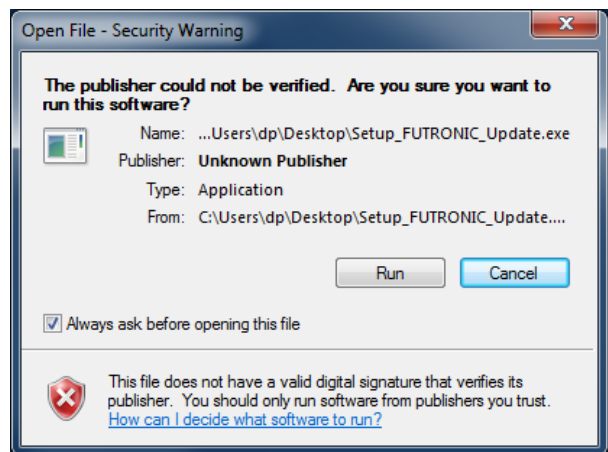 Open File - Security Warning
The publisher could not be verified. Are you sure you want to
run this software?
Name: ...Users\dp\Desktop\Setup_FUTRONIC_Update.exe
Publisher: Unknown Publisher
Type: Application
From: C:\Users\dp\Desktop\Setup_FUTRONIC_Update....
Run Cancel
Always ask before opening this file
This file does not have a valid digital signature that verifies its
publisher. You should only run software from publishers you trust.
How can I decide what software to run?